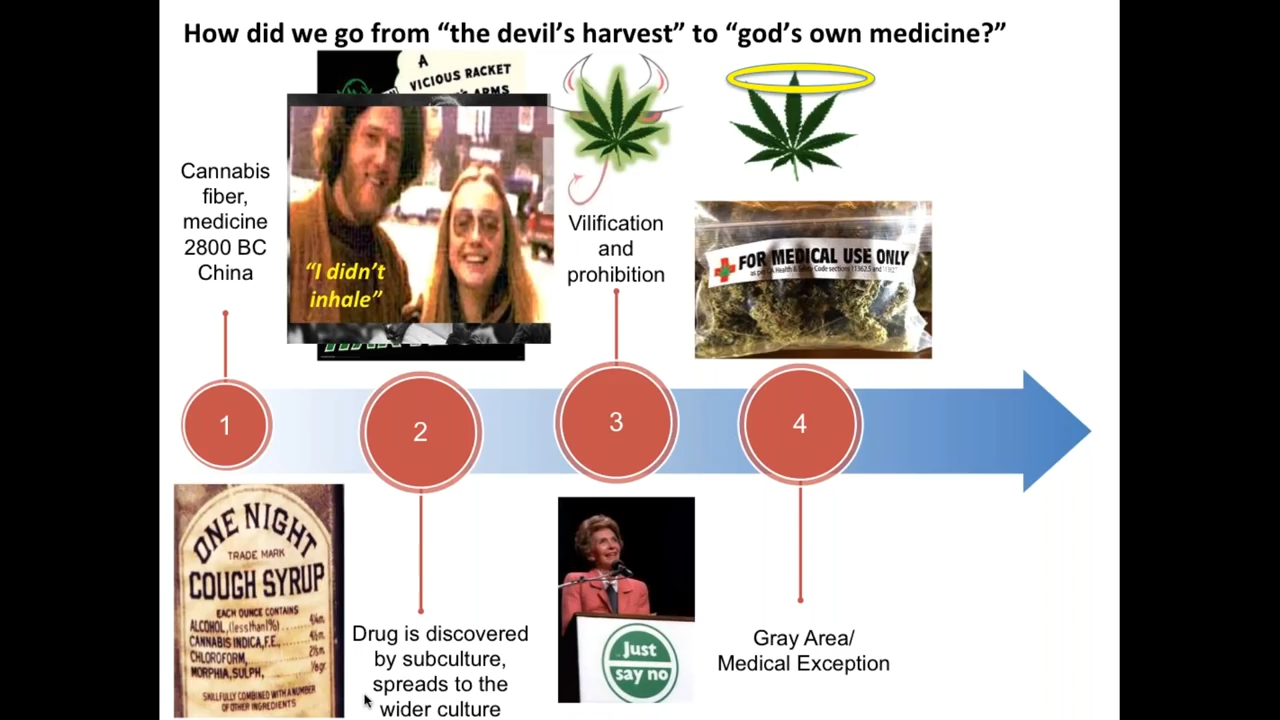 How did we go from “the devil’s harvest” to “god’s own medicine?”
A
VICIOUS RACKET
ARMS
Cannabis
fiber,
medicine
2800 BC
China
“I didn’t
inhale”
Vilification
and
prohibition
FOR MEDICAL USE ONLY
1
2
3
4
ONE NIGHT
TRADE MARK
COUGH SYRUP
EACH OUNCE CONTAINS
ALCOHOL, (less than 1%)
CANNABIS INDICA, F.E.,
CHLOROFORM,
MORPHIA, SULPH,
SKILLFULLY COMBINED WITH A NUMBER
OF OTHER INGREDIENTS
Drug is discovered
by subculture,
spreads to the
wider culture
Just
say no
Gray Area/
Medical Exception